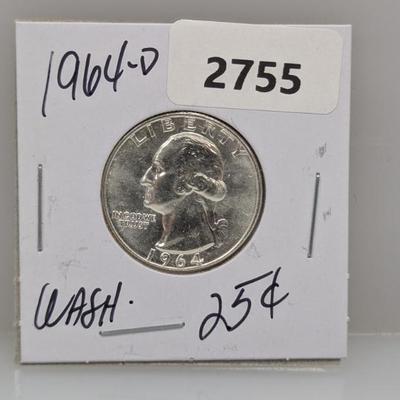 1964-D
2755
LIBERTY
IN GOD WE
TRUST
1964
WASH. 25¢